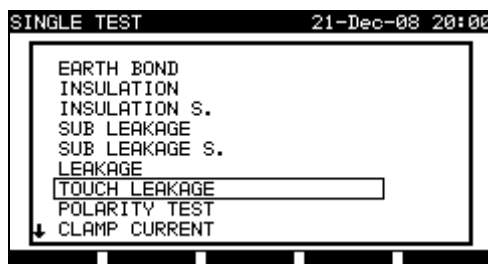 SINGLE TEST 21-Dec-08 20:00
EARTH BOND
INSULATION
INSULATION S.
SUB LEAKAGE
SUB LEAKAGE S.
LEAKAGE
TOUCH LEAKAGE
POLARITY TEST
CLAMP CURRENT